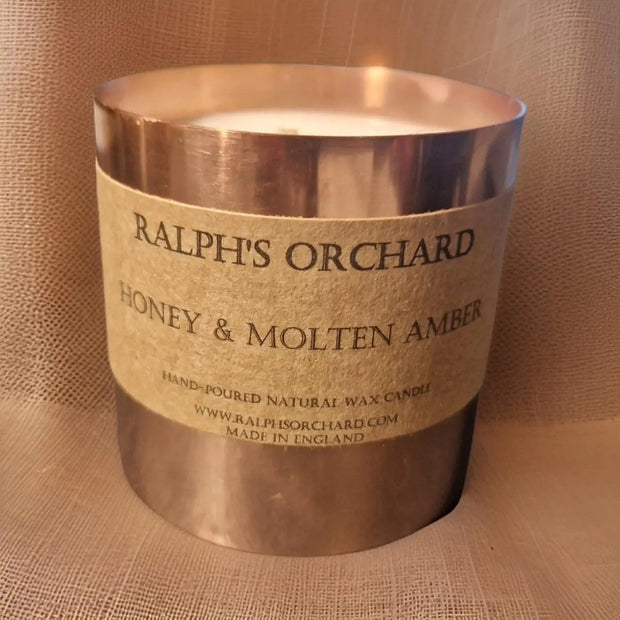 RALPH'S ORCHARD
HONEY & MOLTEN AMBER
HAND-POURED NATURAL WAX CANDLE
WWW.RALPHSORCHARD.COM
MADE IN ENGLAND